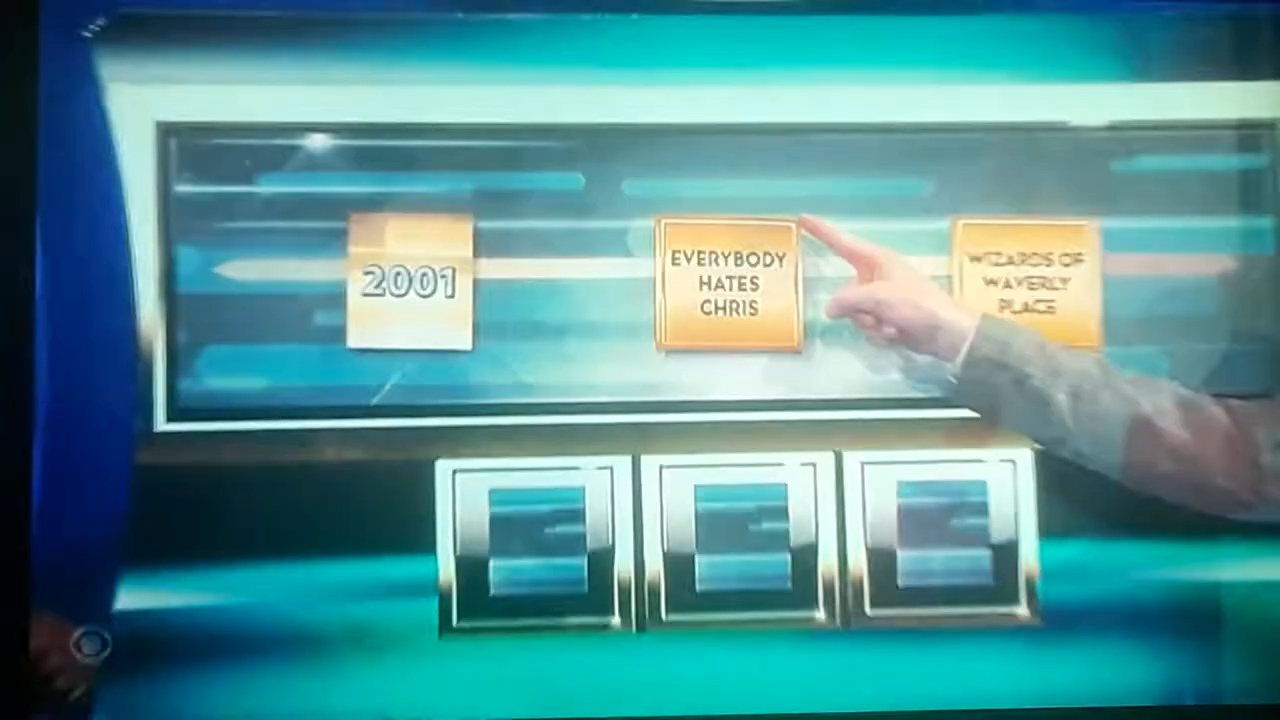 2001
EVERYBODY
HATES
CHRIS
WIZARDS OF
WAVERLY
PLACE